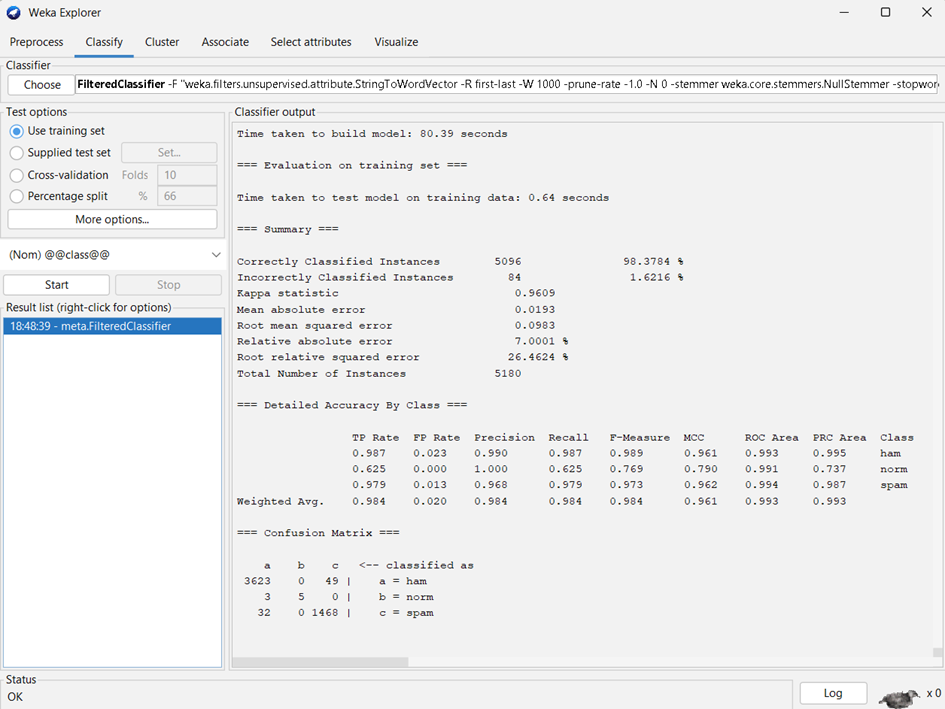 Weka Explorer
Preprocess Classify Cluster Associate Select attributes Visualize
Classifier
Choose FilteredClassifier -F "weka.filters.unsupervised.attribute.StringToWordVector -R first-last -W 1000 -prune-rate -1.0 -N 0 -stemmer weka.core.stemmers.NullStemmer -stopwor
Test options
Use training set
Supplied test set Set...
Cross-validation Folds 10
Percentage split % 66
More options...
(Nom) @@class@@
Start Stop
Result list (right-click for options)
18:48:39 - meta.FilteredClassifier
Classifier output
Time taken to build model: 80.39 seconds
=== Evaluation on training set ===
Time taken to test model on training data: 0.64 seconds
=== Summary ===
Correctly Classified Instances 5096 98.3784 %
Incorrectly Classified Instances 84 1.6216 %
Kappa statistic 0.9609
Mean absolute error 0.0193
Root mean squared error 0.0983
Relative absolute error 7.0001 %
Root relative squared error 26.4624 %
Total Number of Instances 5180
=== Detailed Accuracy By Class ===
TP Rate FP Rate Precision Recall F-Measure MCC ROC Area PRC Area Class
0.987 0.023 0.990 0.987 0.989 0.961 0.993 0.995 ham
0.625 0.000 1.000 0.625 0.769 0.790 0.991 0.737 norm
0.979 0.013 0.968 0.979 0.973 0.962 0.994 0.987 spam
Weighted Avg. 0.984 0.020 0.984 0.984 0.984 0.961 0.993 0.993
=== Confusion Matrix ===
a b c <-- classified as
3623 0 49 | a = ham
3 5 0 | b = norm
32 0 1468 | c = spam
Status
OK
Log x 0